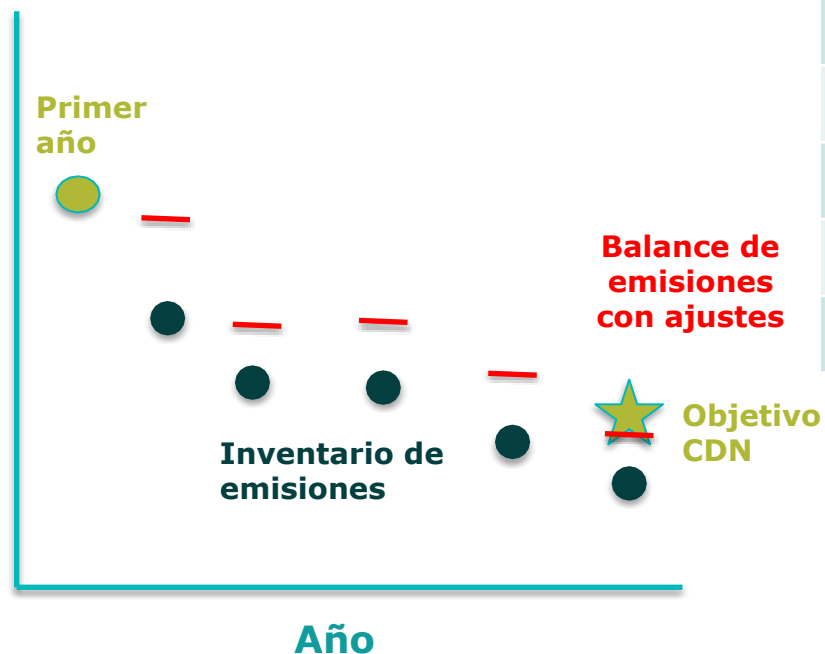 Primer
año
Balance de
emisiones
con ajustes
Objetivo
CDN
Inventario de
emisiones
Año